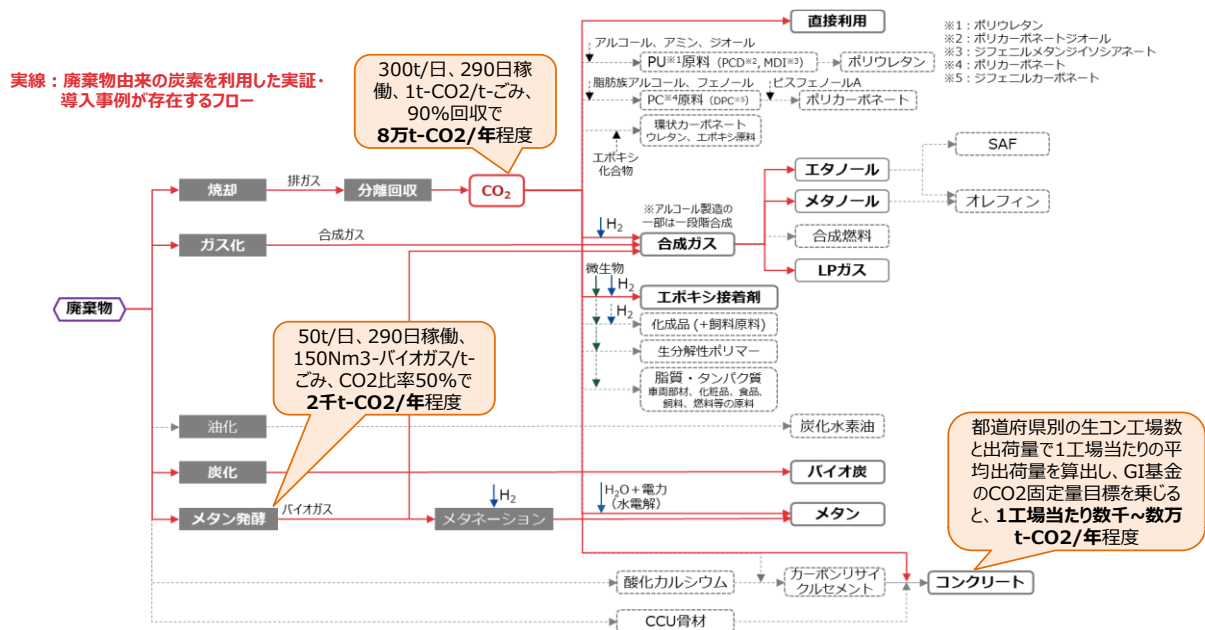 実線：廃棄物由来の炭素を利用した実証・
導入事例が存在するフロー
300t/日、290日稼
働、1t-CO2/t-ごみ、
90%回収で
8万t-CO2/年程度
直接利用
※1：ポリウレタン
※2：ポリカーボネートジオール
※3：ジフェニルメタンジイソシアネート
※4：ポリカーボネート
※5：ジフェニルカーボネート
アルコール、アミン、ジオール
PU※1原料（PCD※2, MDI※3）
ポリウレタン
脂肪族アルコール、フェノール
ビスフェノールA
PC※4原料（DPC※5）
ポリカーボネート
環状カーボネート
ウレタン、エポキシ原料
エポキシ
化合物
廃棄物
焼却
排ガス
分離回収
CO2
ガス化
合成ガス
H2
※アルコール製造の
一部は一段階合成
合成ガス
エタノール
メタノール
合成燃料
LPガス
SAF
オレフィン
微生物
H2
エポキシ接着剤
H2
化成品 (+飼料原料)
生分解性ポリマー
脂質・タンパク質
車両部材、化粧品、食品、
飼料、燃料等の原料
50t/日、290日稼働、
150Nm3-バイオガス/t-
ごみ、CO2比率50%で
2千t-CO2/年程度
油化
炭化水素油
炭化
バイオ炭
メタン発酵
バイオガス
H2
メタネーション
H2O＋電力
（水電解）
メタン
都道府県別の生コン工場数
と出荷量で1工場当たりの平
均出荷量を算出し、GI基金
のCO2固定量目標を乗じる
と、1工場当たり数千~数万
t-CO2/年程度
酸化カルシウム
カーボンリサイ
クルセメント
コンクリート
CCU骨材